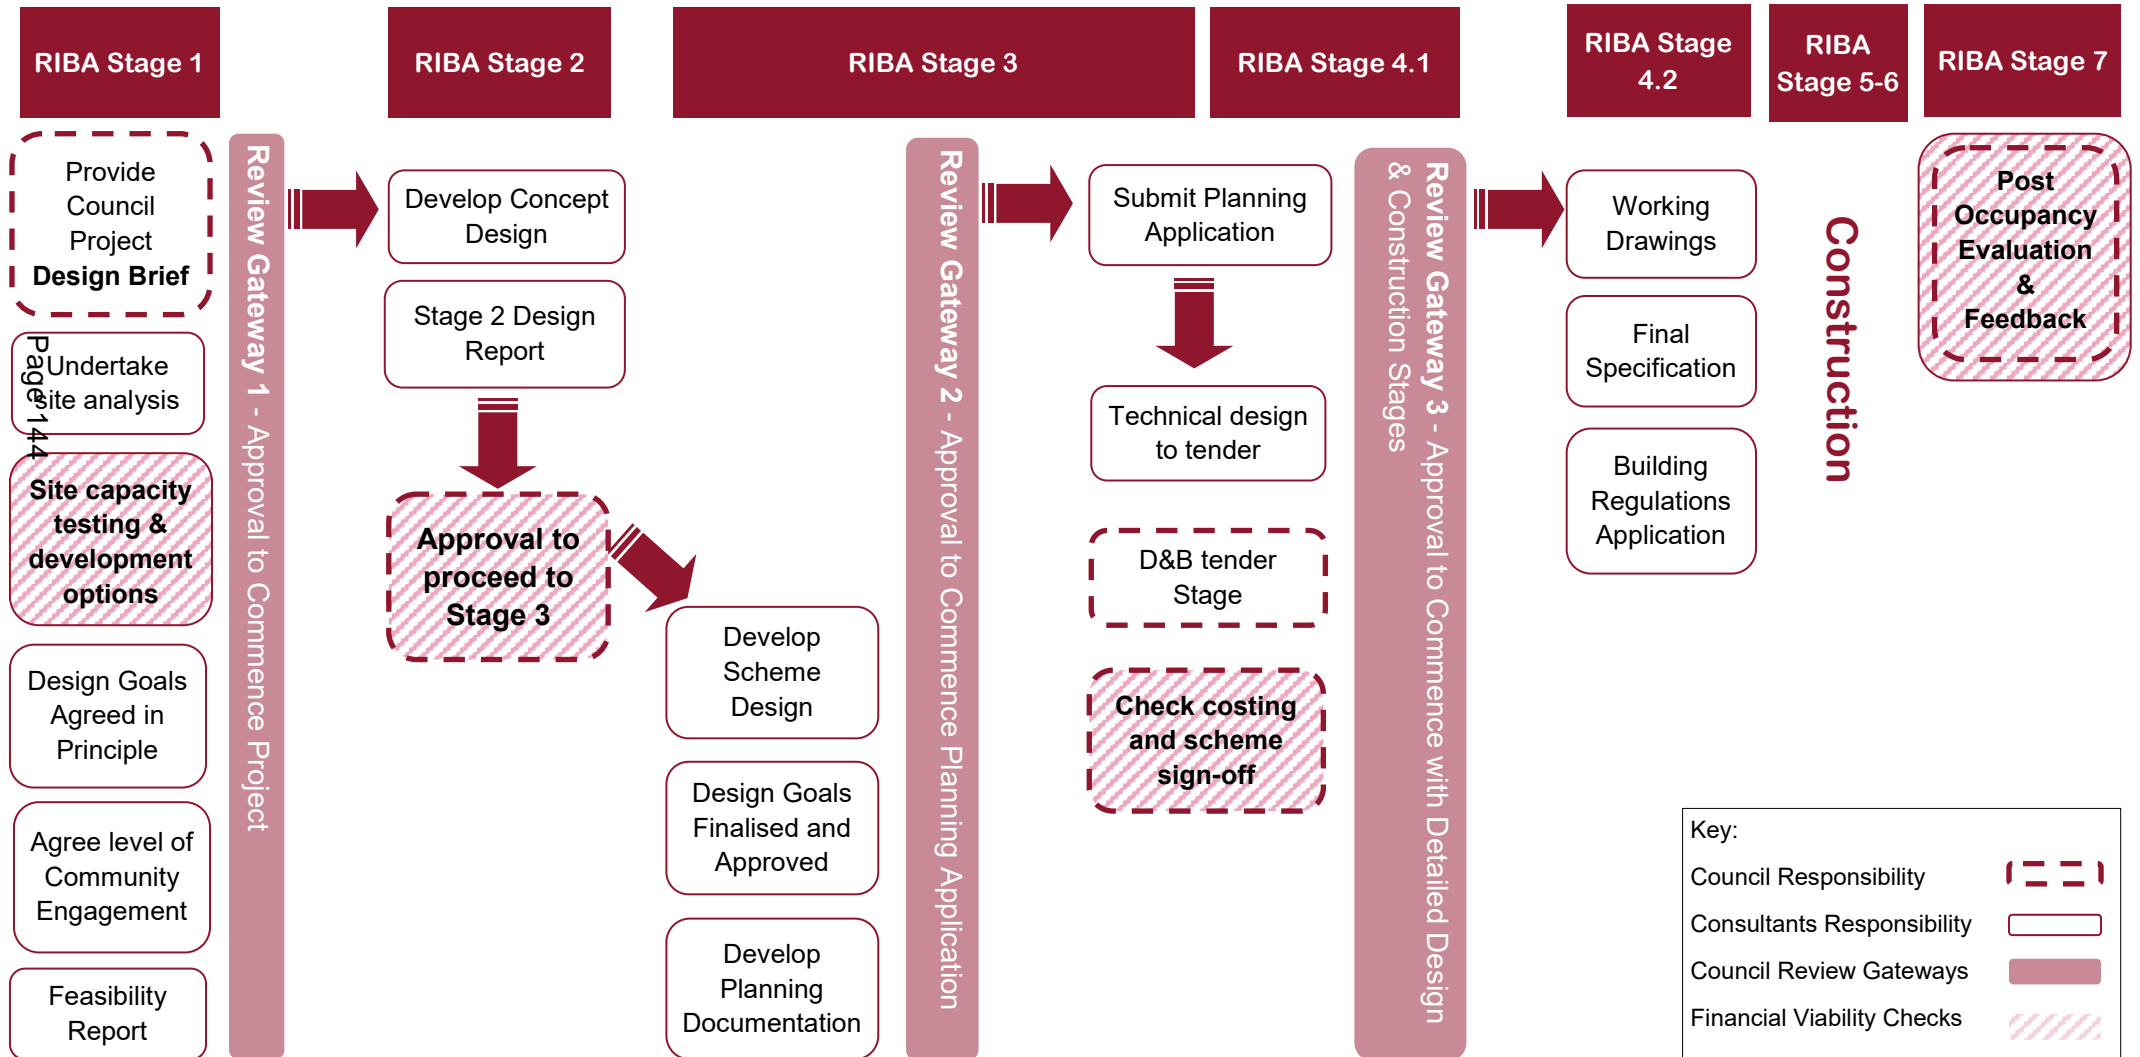 RIBA Stage 1
RIBA Stage 2
RIBA Stage 3
RIBA Stage 4.1
RIBA Stage
4.2
RIBA
Stage 5-6
RIBA Stage 7
Provide
Council
Project
Design Brief
Undertake
site analysis
Page 144
Site capacity
testing &
development
options
Design Goals
Agreed in
Principle
Agree level of
Community
Engagement
Feasibility
Report
Review Gateway 1 - Approval to Commence Project
Develop Concept
Design
Stage 2 Design
Report
Approval to
proceed to
Stage 3
Develop
Scheme
Design
Design Goals
Finalised and
Approved
Develop
Planning
Documentation
Review Gateway 2 - Approval to Commence Planning Application
Submit Planning
Application
Technical design
to tender
D&B tender
Stage
Check costing
and scheme
sign-off
Review Gateway 3 - Approval to Commence with Detailed Design
& Construction Stages
Working
Drawings
Final
Specification
Building
Regulations
Application
Construction
Post
Occupancy
Evaluation
&
Feedback
Key:
Council Responsibility
Consultants Responsibility
Council Review Gateways
Financial Viability Checks